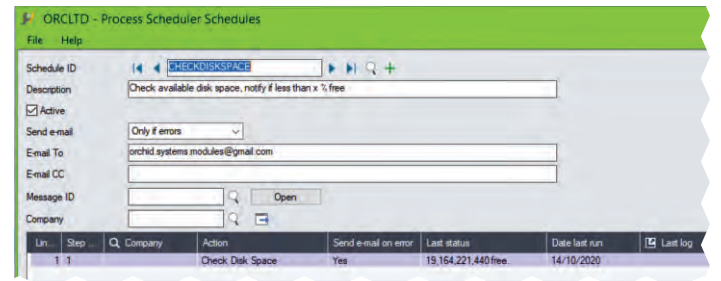 ORCLTD - Process Scheduler Schedules
File Help
Schedule ID CHECKDISKSPACE
Description Check available disk space, notify if less than x % free
Active
Send e-mail Only if errors
E-mail To orchid.systems.modules@gmail.com
E-mail CC
Message ID Open
Company
Lin... Step ... Company Action Send e-mail on error Last status Date last run Last log
1 1 Check Disk Space Yes 19,164,221,440 free. 14/10/2020